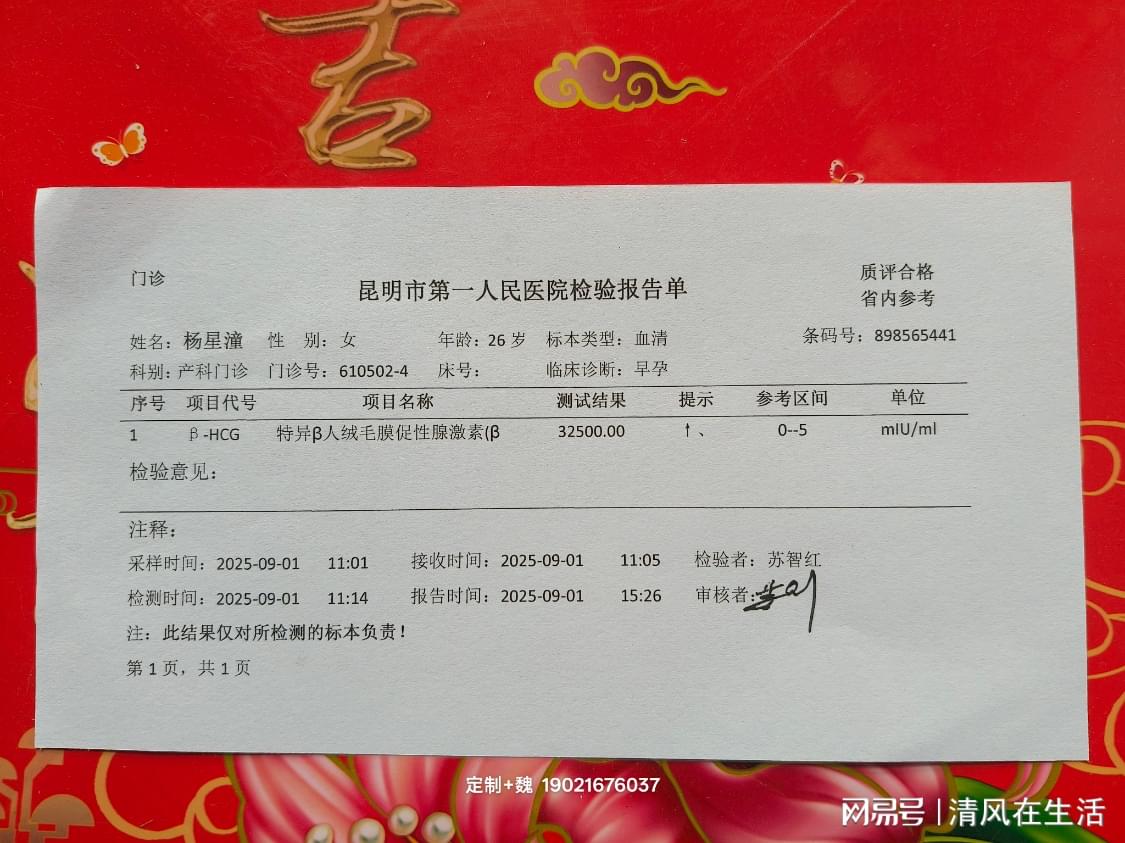 吉
门诊
昆明市第一人民医院检验报告单
质评合格
省内参考
姓名：杨星潼 性 别：女 年龄：26 岁 标本类型：血清 条码号：898565441
科别：产科门诊 门诊号：610502-4 床号： 临床诊断：早孕
序号 项目代号 项目名称 测试结果 提示 参考区间 单位
1 β-HCG 特异β人绒毛膜促性腺激素(β 32500.00 ↑、 0--5 mIU/ml
检验意见：
注释：
采样时间：2025-09-01 11:01 接收时间：2025-09-01 11:05 检验者：苏智红
检测时间：2025-09-01 11:14 报告时间：2025-09-01 15:26 审核者：
注：此结果仅对所检测的标本负责！
第 1 页，共 1 页
定制+魏 19021676037
网易号 | 清风在生活